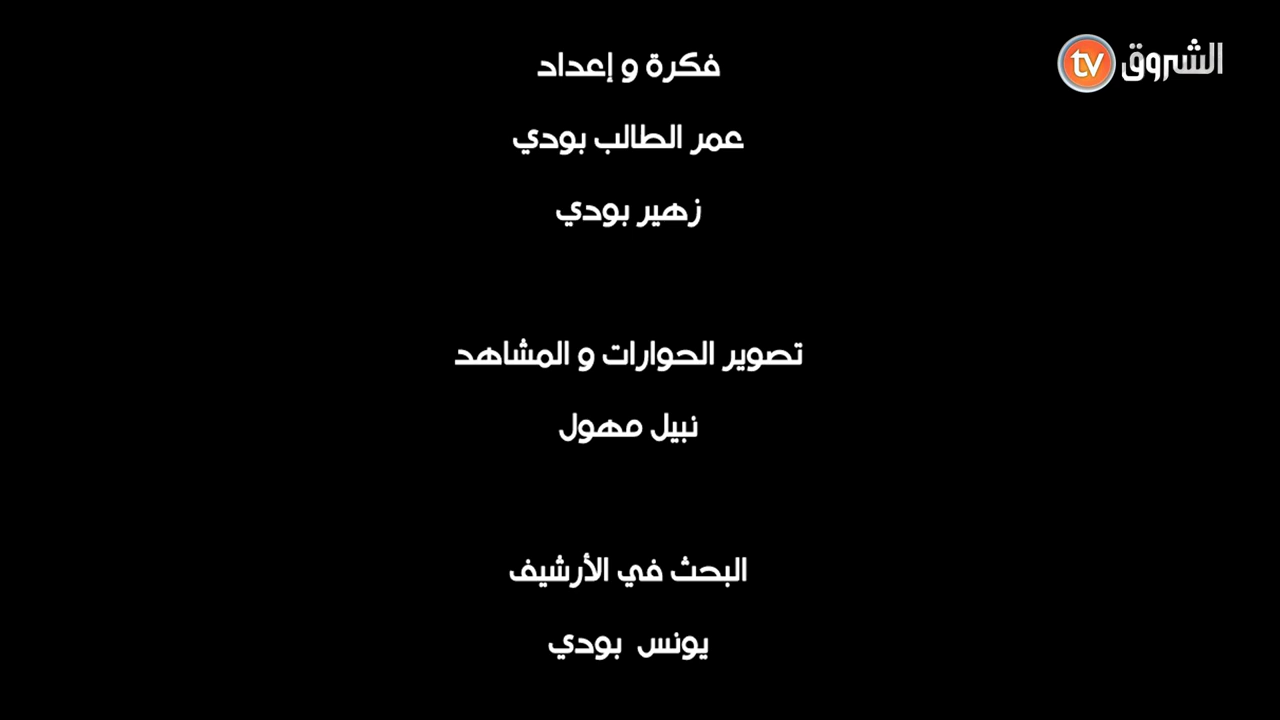 الشروق tv
فكرة و إعداد
عمر الطالب بودي
زهير بودي
تصوير الحوارات و المشاهد
نبيل مهول
البحث في الأرشيف
يونس بودي